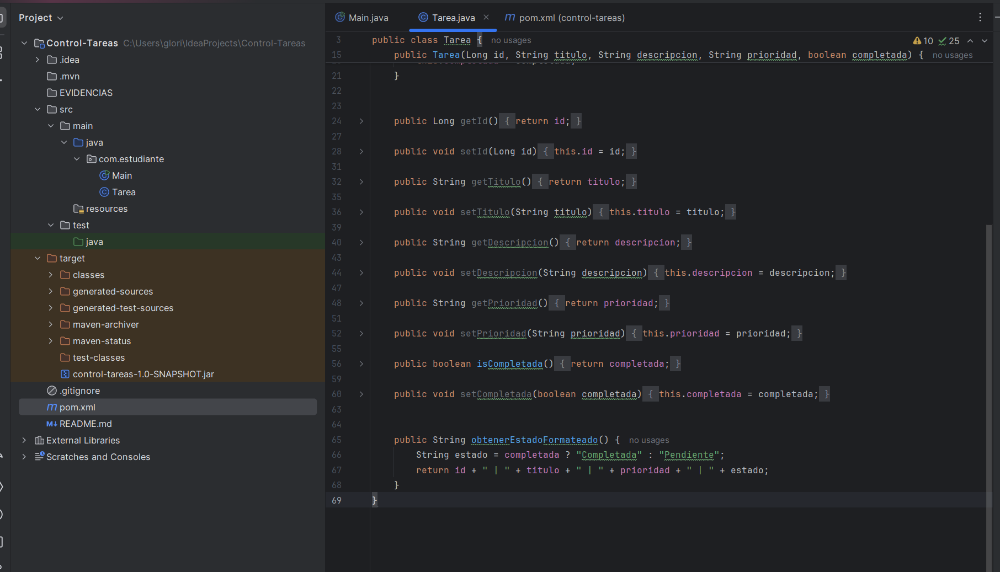 Project
Control-Tareas C:\Users\glori\IdeaProjects\Control-Tareas
.idea
.mvn
EVIDENCIAS
src
main
java
com.estudiante
Main
Tarea
resources
test
java
target
classes
generated-sources
generated-test-sources
maven-archiver
maven-status
test-classes
control-tareas-1.0-SNAPSHOT.jar
.gitignore
pom.xml
README.md
External Libraries
Scratches and Consoles
Main.java Tarea.java pom.xml (control-tareas)
3 public class Tarea { no usages 10 25
15 public Tarea(Long id, String titulo, String descripcion, String prioridad, boolean completada) { no usages
21 }
22
23
24 public Long getId() { return id; }
27
28 public void setId(Long id) { this.id = id; }
31
32 public String getTitulo() { return titulo; }
35
36 public void setTitulo(String titulo) { this.titulo = titulo; }
39
40 public String getDescripcion() { return descripcion; }
43
44 public void setDescripcion(String descripcion) { this.descripcion = descripcion; }
47
48 public String getPrioridad() { return prioridad; }
51
52 public void setPrioridad(String prioridad) { this.prioridad = prioridad; }
55
56 public boolean isCompletada() { return completada; }
59
60 public void setCompletada(boolean completada) { this.completada = completada; }
63
64
65 public String obtenerEstadoFormateado() { no usages
66 String estado = completada ? "Completada" : "Pendiente";
67 return id + " | " + titulo + " | " + prioridad + " | " + estado;
68 }
69 }